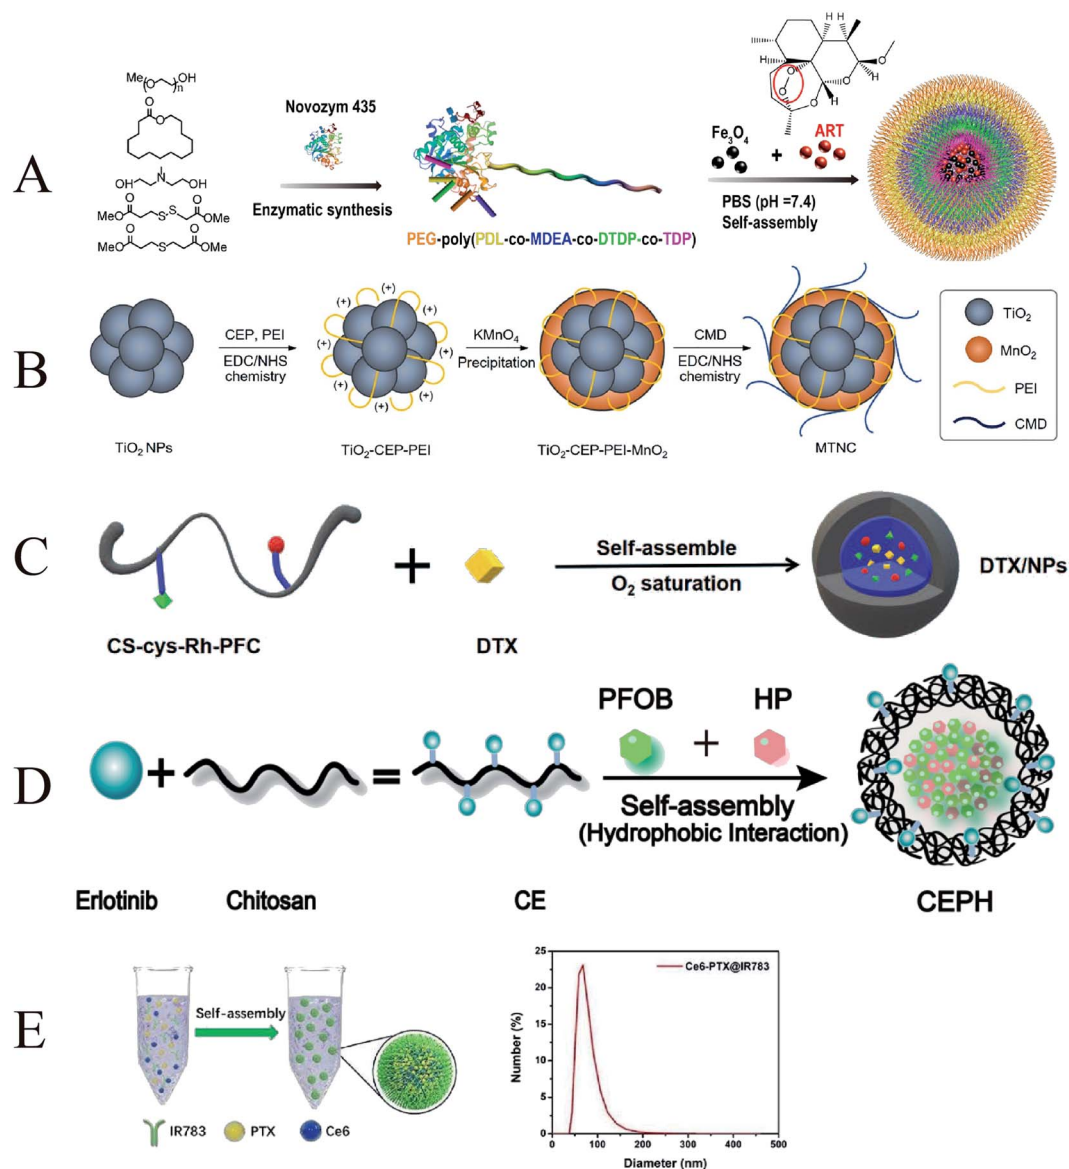 A
Me
O
OH
n
O
O
N
OH
OH
MeO
O
S
S
O
OMe
MeO
O
S
O
OMe
Novozym 435
Enzymatic synthesis
PEG-poly(PDL-co-MDEA-co-DTDP-co-TDP)
H
O
O
H
O
O
O
H
H
Fe3O4
+
ART
PBS (pH =7.4)
Self-assembly
B
TiO2 NPs
CEP, PEI
EDC/NHS
chemistry
(+)
(+)
(+)
(+)
(+)
(+)
(+)
(+)
TiO2-CEP-PEI
KMnO4
Precipitation
TiO2-CEP-PEI-MnO2
CMD
EDC/NHS
chemistry
MTNC
TiO2
MnO2
PEI
CMD
C
CS-cys-Rh-PFC
+
DTX
Self-assemble
O2 saturation
DTX/NPs
D
Erlotinib
+
Chitosan
=
CE
PFOB
+
HP
Self-assembly
(Hydrophobic Interaction)
CEPH
E
Self-assembly
IR783
PTX
Ce6
Ce6-PTX@IR783
Number (%)
25
20
15
10
5
0
0 100 200 300 400 500
Diameter (nm)